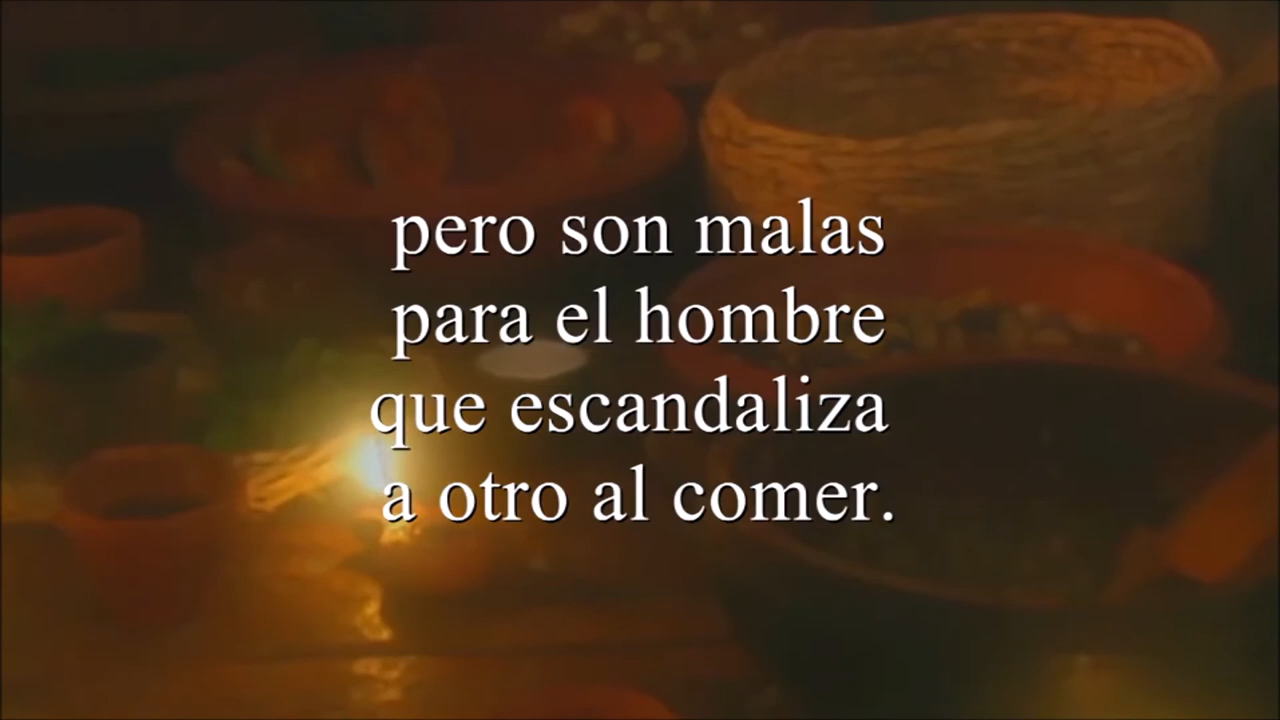 pero son malas
para el hombre
que escandaliza
a otro al comer.